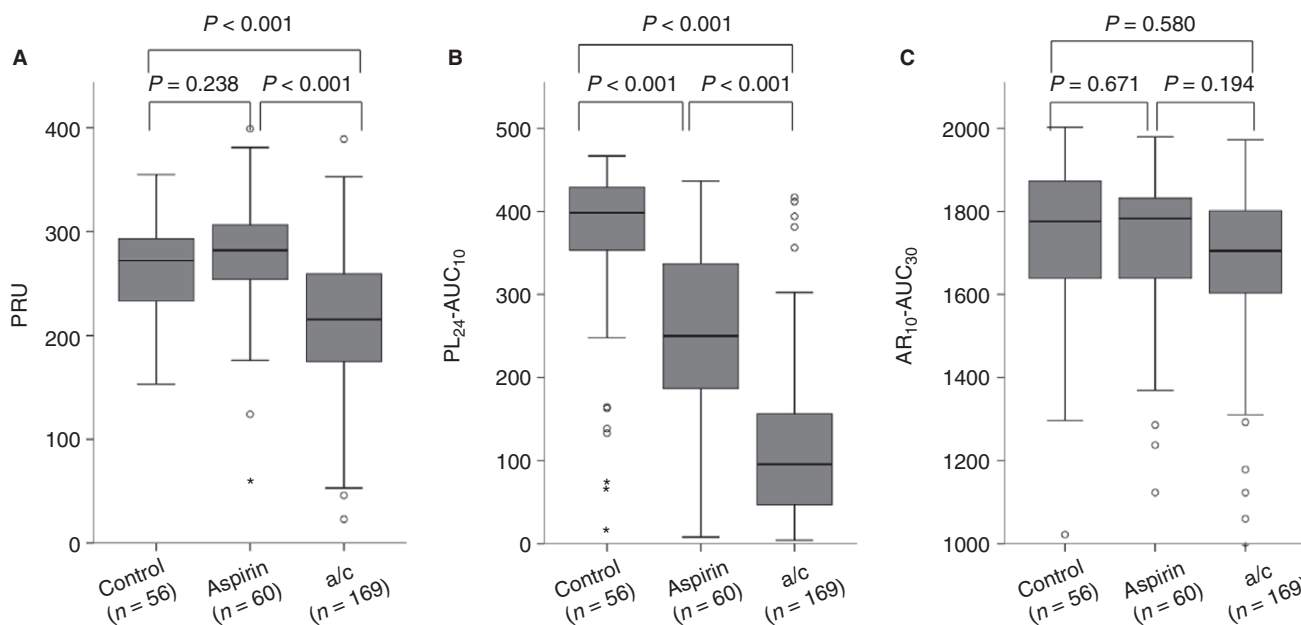 A
P < 0.001
P = 0.238
P < 0.001
400
300
200
100
0
PRU
Control
(n = 56)
Aspirin
(n = 60)
a/c
(n = 169)
B
P < 0.001
P < 0.001
P < 0.001
500
400
300
200
100
0
PL24-AUC10
Control
(n = 56)
Aspirin
(n = 60)
a/c
(n = 169)
C
P = 0.580
P = 0.671
P = 0.194
2000
1800
1600
1400
1200
1000
AR10-AUC30
Control
(n = 56)
Aspirin
(n = 60)
a/c
(n = 169)